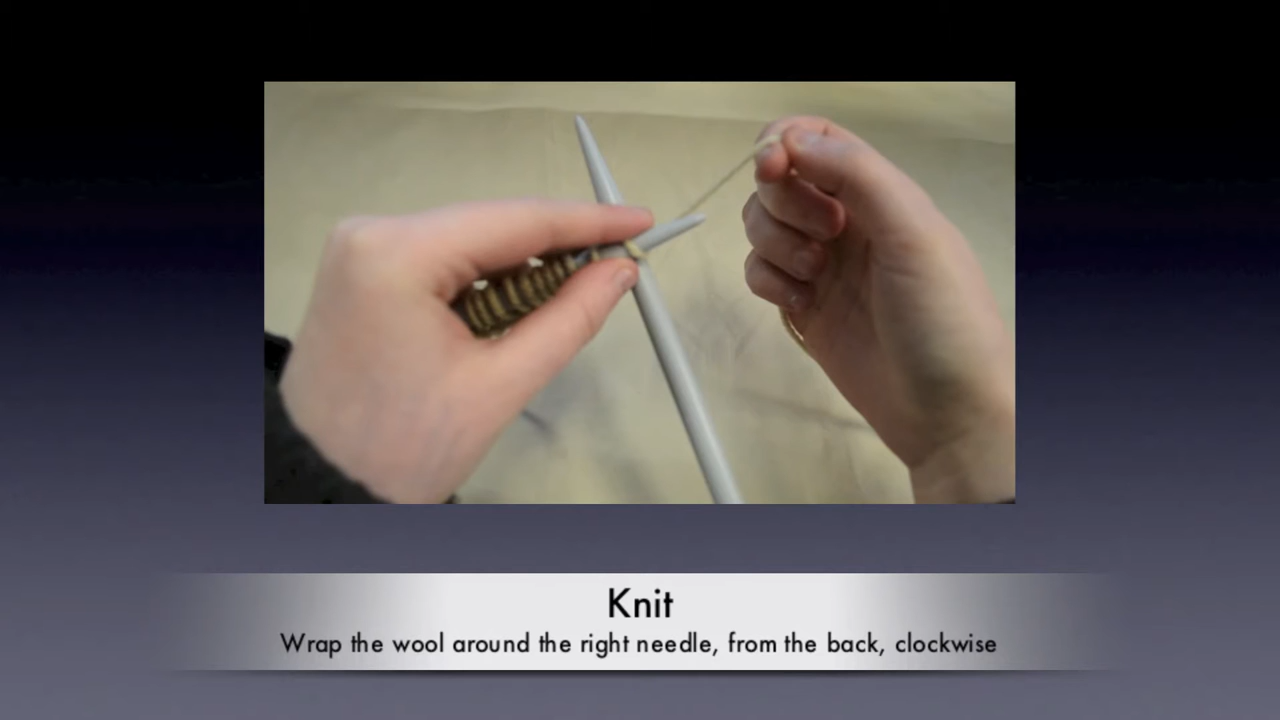 Knit
Wrap the wool around the right needle, from the back, clockwise